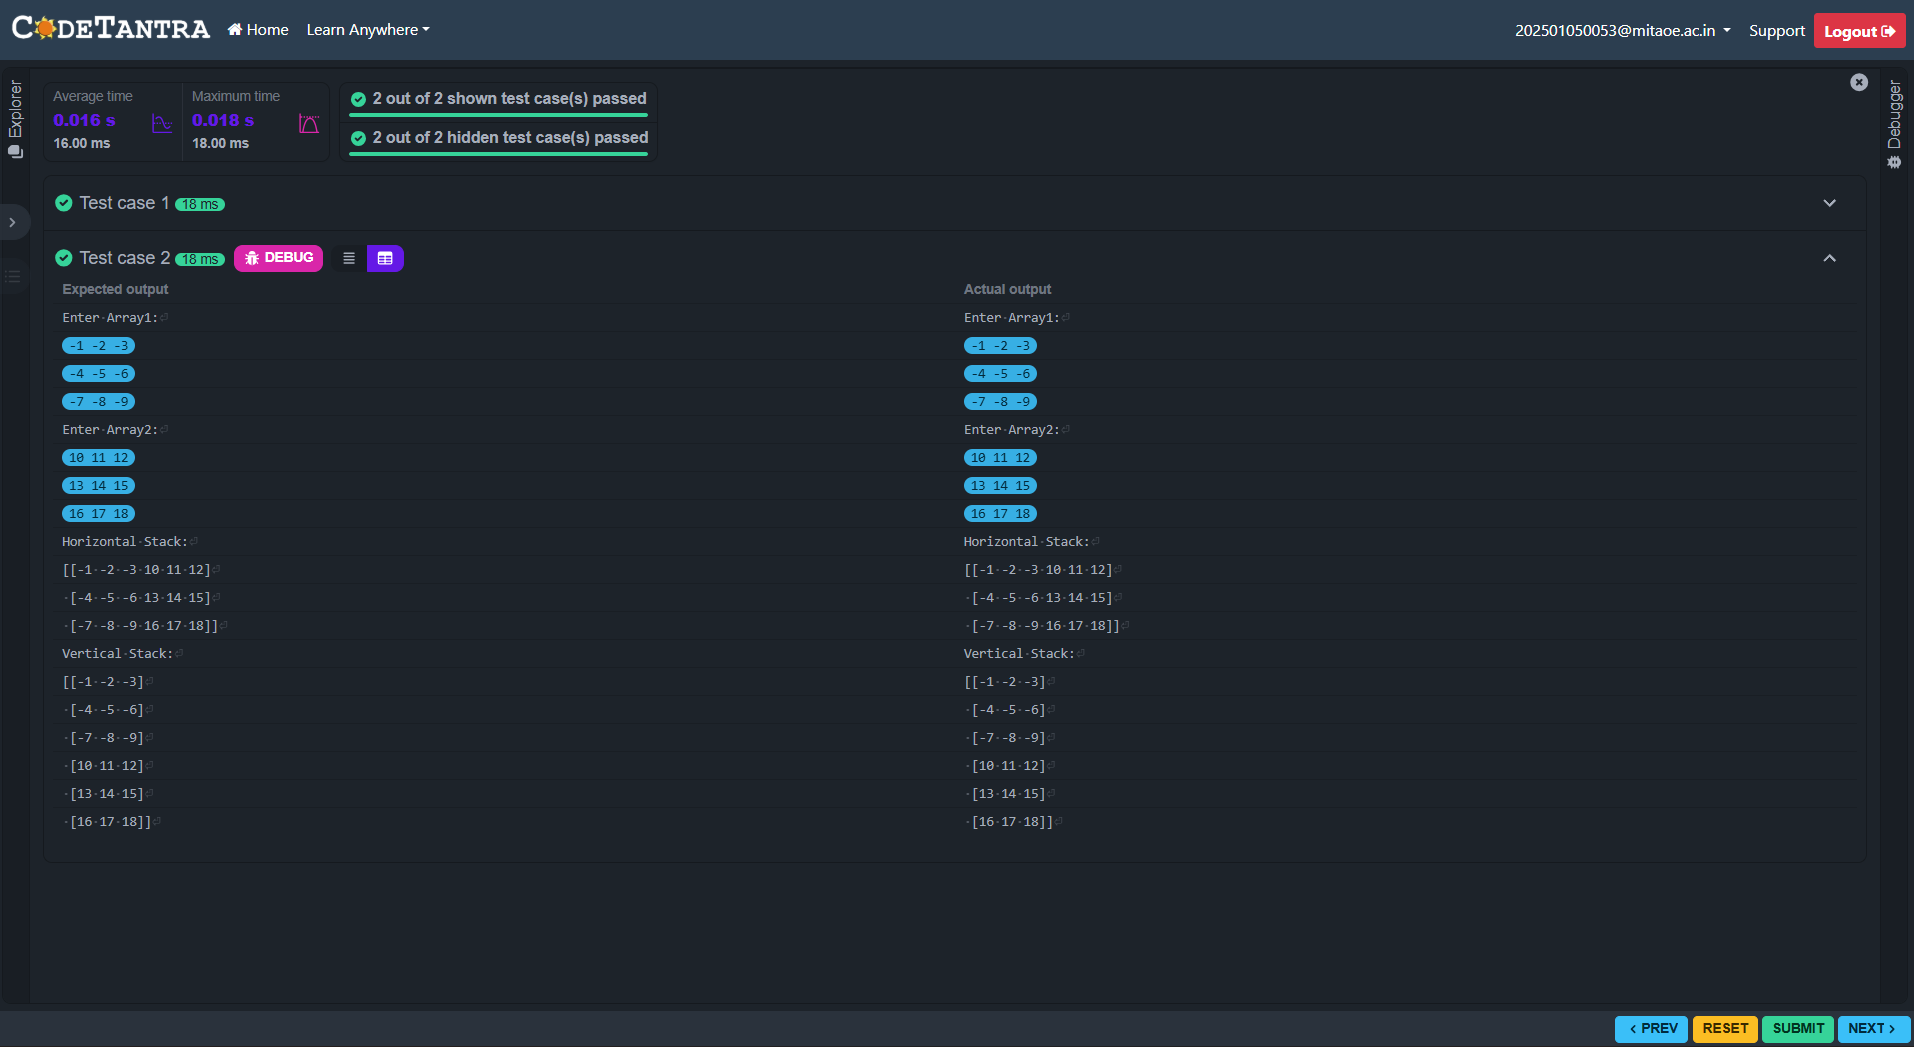 CODETANTRA Home Learn Anywhere 202501050053@mitaoe.ac.in Support Logout
Explorer
Debugger
Average time
0.016 s
16.00 ms
Maximum time
0.018 s
18.00 ms
2 out of 2 shown test case(s) passed
2 out of 2 hidden test case(s) passed
Test case 1 18 ms
Test case 2 18 ms DEBUG
Expected output
Enter·Array1:⏎
-1 -2 -3
-4 -5 -6
-7 -8 -9
Enter·Array2:⏎
10 11 12
13 14 15
16 17 18
Horizontal·Stack:⏎
[[-1·-2·-3·10·11·12]⏎
·[-4·-5·-6·13·14·15]⏎
·[-7·-8·-9·16·17·18]]⏎
Vertical·Stack:⏎
[[-1·-2·-3]⏎
·[-4·-5·-6]⏎
·[-7·-8·-9]⏎
·[10·11·12]⏎
·[13·14·15]⏎
·[16·17·18]]⏎
Actual output
Enter·Array1:⏎
-1 -2 -3
-4 -5 -6
-7 -8 -9
Enter·Array2:⏎
10 11 12
13 14 15
16 17 18
Horizontal·Stack:⏎
[[-1·-2·-3·10·11·12]⏎
·[-4·-5·-6·13·14·15]⏎
·[-7·-8·-9·16·17·18]]⏎
Vertical·Stack:⏎
[[-1·-2·-3]⏎
·[-4·-5·-6]⏎
·[-7·-8·-9]⏎
·[10·11·12]⏎
·[13·14·15]⏎
·[16·17·18]]⏎
PREV RESET SUBMIT NEXT